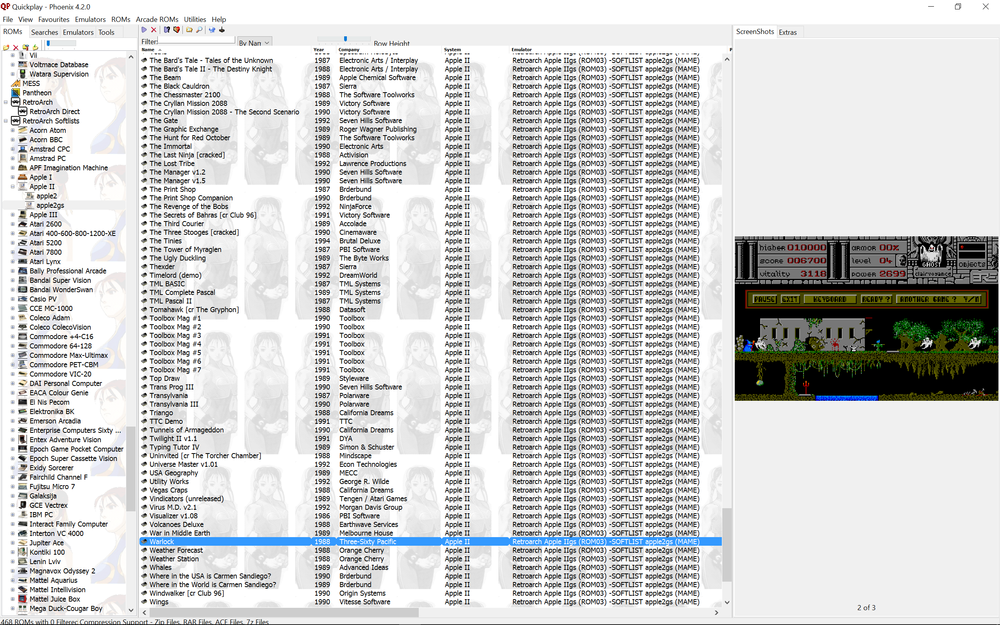 QP Quickplay - Phoenix 4.2.0
File View Favourites Emulators ROMs Arcade ROMs Utilities Help
ROMs Searches Emulators Tools
VII
Voltmace Database
Watara Supervision
MESS
Pantheon
RetroArch
RetroArch Direct
RetroArch Softlists
Acorn Atom
Acorn BBC
Amstrad CPC
Amstrad PC
APF Imagination Machine
Apple I
Apple II
apple2
apple2gs
Apple III
Atari 2600
Atari 400-600-800-1200-XE
Atari 5200
Atari 7800
Atari Lynx
Bally Professional Arcade
Bandai Super Vision
Bandai WonderSwan
Casio PV
CCE MC-1000
Coleco Adam
Coleco ColecoVision
Commodore +4-C16
Commodore 64-128
Commodore Max-Ultimax
Commodore PET-CBM
Commodore VIC-20
DAI Personal Computer
EACA Colour Genie
El Nis Pecom
Elektronika BK
Emerson Arcadia
Enterprise Computers Sixty ...
Entex Adventure Vision
Epoch Game Pocket Computer
Epoch Super Cassette Vision
Exidy Sorcerer
Fairchild Channel F
Fujitsu Micro 7
Galaksija
GCE Vectrex
IBM PC
Interact Family Computer
Interton VC 4000
Jupiter Ace
Kontiki 100
Lenin Lviv
Magnavox Odyssey 2
Mattel Aquarius
Mattel Intellivision
Mattel Juice Box
Mega Duck-Cougar Boy
Filter By Nam Row Height
Name Year Company System Emulator
The Bard's Tale - Tales of the Unknown 1987 Electronic Arts / Interplay Apple II Retroarch Apple IIgs (ROM03) -SOFTLIST apple2gs (MAME)
The Bard's Tale II - The Destiny Knight 1988 Electronic Arts / Interplay Apple II Retroarch Apple IIgs (ROM03) -SOFTLIST apple2gs (MAME)
The Beam 1989 Apple Chemical Software Apple II Retroarch Apple IIgs (ROM03) -SOFTLIST apple2gs (MAME)
The Black Cauldron 1987 Sierra Apple II Retroarch Apple IIgs (ROM03) -SOFTLIST apple2gs (MAME)
The Chessmaster 2100 1988 The Software Toolworks Apple II Retroarch Apple IIgs (ROM03) -SOFTLIST apple2gs (MAME)
The Cryllan Mission 2088 1989 Victory Software Apple II Retroarch Apple IIgs (ROM03) -SOFTLIST apple2gs (MAME)
The Cryllan Mission 2088 - The Second Scenario 1990 Victory Software Apple II Retroarch Apple IIgs (ROM03) -SOFTLIST apple2gs (MAME)
The Gate 1992 Seven Hills Software Apple II Retroarch Apple IIgs (ROM03) -SOFTLIST apple2gs (MAME)
The Graphic Exchange 1989 Roger Wagner Publishing Apple II Retroarch Apple IIgs (ROM03) -SOFTLIST apple2gs (MAME)
The Hunt for Red October 1989 The Software Toolworks Apple II Retroarch Apple IIgs (ROM03) -SOFTLIST apple2gs (MAME)
The Immortal 1990 Electronic Arts Apple II Retroarch Apple IIgs (ROM03) -SOFTLIST apple2gs (MAME)
The Last Ninja [cracked] 1988 Activision Apple II Retroarch Apple IIgs (ROM03) -SOFTLIST apple2gs (MAME)
The Lost Tribe 1992 Lawrence Productions Apple II Retroarch Apple IIgs (ROM03) -SOFTLIST apple2gs (MAME)
The Manager v1.2 1990 Seven Hills Software Apple II Retroarch Apple IIgs (ROM03) -SOFTLIST apple2gs (MAME)
The Manager v1.5 1990 Seven Hills Software Apple II Retroarch Apple IIgs (ROM03) -SOFTLIST apple2gs (MAME)
The Print Shop 1987 Brderbund Apple II Retroarch Apple IIgs (ROM03) -SOFTLIST apple2gs (MAME)
The Print Shop Companion 1990 Brderbund Apple II Retroarch Apple IIgs (ROM03) -SOFTLIST apple2gs (MAME)
The Revenge of the Bobs 1992 NinjaForce Apple II Retroarch Apple IIgs (ROM03) -SOFTLIST apple2gs (MAME)
The Secrets of Bahras [cr Club 96] 1991 Victory Software Apple II Retroarch Apple IIgs (ROM03) -SOFTLIST apple2gs (MAME)
The Third Courier 1989 Accolade Apple II Retroarch Apple IIgs (ROM03) -SOFTLIST apple2gs (MAME)
The Three Stooges [cracked] 1990 Cinemaware Apple II Retroarch Apple IIgs (ROM03) -SOFTLIST apple2gs (MAME)
The Tinies 1994 Brutal Deluxe Apple II Retroarch Apple IIgs (ROM03) -SOFTLIST apple2gs (MAME)
The Tower of Myraglen 1987 PBI Software Apple II Retroarch Apple IIgs (ROM03) -SOFTLIST apple2gs (MAME)
The Ugly Duckling 1989 The Byte Works Apple II Retroarch Apple IIgs (ROM03) -SOFTLIST apple2gs (MAME)
Thexder 1987 Sierra Apple II Retroarch Apple IIgs (ROM03) -SOFTLIST apple2gs (MAME)
Timelord (demo) 1992 DreamWorld Apple II Retroarch Apple IIgs (ROM03) -SOFTLIST apple2gs (MAME)
TML BASIC 1987 TML Systems Apple II Retroarch Apple IIgs (ROM03) -SOFTLIST apple2gs (MAME)
TML Complete Pascal 1989 TML Systems Apple II Retroarch Apple IIgs (ROM03) -SOFTLIST apple2gs (MAME)
TML Pascal II 1989 TML Systems Apple II Retroarch Apple IIgs (ROM03) -SOFTLIST apple2gs (MAME)
Tomahawk [cr The Gryphon] 1988 Datasoft Apple II Retroarch Apple IIgs (ROM03) -SOFTLIST apple2gs (MAME)
Toolbox Mag #1 1990 Toolbox Apple II Retroarch Apple IIgs (ROM03) -SOFTLIST apple2gs (MAME)
Toolbox Mag #2 1990 Toolbox Apple II Retroarch Apple IIgs (ROM03) -SOFTLIST apple2gs (MAME)
Toolbox Mag #3 1991 Toolbox Apple II Retroarch Apple IIgs (ROM03) -SOFTLIST apple2gs (MAME)
Toolbox Mag #4 1991 Toolbox Apple II Retroarch Apple IIgs (ROM03) -SOFTLIST apple2gs (MAME)
Toolbox Mag #5 1991 Toolbox Apple II Retroarch Apple IIgs (ROM03) -SOFTLIST apple2gs (MAME)
Toolbox Mag #6 1991 Toolbox Apple II Retroarch Apple IIgs (ROM03) -SOFTLIST apple2gs (MAME)
Toolbox Mag #7 1991 Toolbox Apple II Retroarch Apple IIgs (ROM03) -SOFTLIST apple2gs (MAME)
Top Draw 1989 Styleware Apple II Retroarch Apple IIgs (ROM03) -SOFTLIST apple2gs (MAME)
Trans Prog III 1990 Seven Hills Software Apple II Retroarch Apple IIgs (ROM03) -SOFTLIST apple2gs (MAME)
Transylvania 1987 Polarware Apple II Retroarch Apple IIgs (ROM03) -SOFTLIST apple2gs (MAME)
Transylvania III 1990 Polarware Apple II Retroarch Apple IIgs (ROM03) -SOFTLIST apple2gs (MAME)
Triango 1988 California Dreams Apple II Retroarch Apple IIgs (ROM03) -SOFTLIST apple2gs (MAME)
TTC Demo 1991 TTC Apple II Retroarch Apple IIgs (ROM03) -SOFTLIST apple2gs (MAME)
Tunnels of Armageddon 1990 California Dreams Apple II Retroarch Apple IIgs (ROM03) -SOFTLIST apple2gs (MAME)
Twilight II v1.1 1991 DYA Apple II Retroarch Apple IIgs (ROM03) -SOFTLIST apple2gs (MAME)
Typing Tutor IV 1989 Simon & Schuster Apple II Retroarch Apple IIgs (ROM03) -SOFTLIST apple2gs (MAME)
Uninvited [cr The Torcher Chamber] 1988 Mindscape Apple II Retroarch Apple IIgs (ROM03) -SOFTLIST apple2gs (MAME)
Universe Master v1.01 1992 Econ Technologies Apple II Retroarch Apple IIgs (ROM03) -SOFTLIST apple2gs (MAME)
USA Geography 1989 MECC Apple II Retroarch Apple IIgs (ROM03) -SOFTLIST apple2gs (MAME)
Utility Works 1992 George R. Wilde Apple II Retroarch Apple IIgs (ROM03) -SOFTLIST apple2gs (MAME)
Vegas Craps 1988 California Dreams Apple II Retroarch Apple IIgs (ROM03) -SOFTLIST apple2gs (MAME)
Vindicators (unreleased) 1989 Tengen / Atari Games Apple II Retroarch Apple IIgs (ROM03) -SOFTLIST apple2gs (MAME)
Virus M.D. v2.1 1992 Morgan Davis Group Apple II Retroarch Apple IIgs (ROM03) -SOFTLIST apple2gs (MAME)
Visualizer v1.08 1986 PBI Software Apple II Retroarch Apple IIgs (ROM03) -SOFTLIST apple2gs (MAME)
Volcanoes Deluxe 1988 Earthwave Services Apple II Retroarch Apple IIgs (ROM03) -SOFTLIST apple2gs (MAME)
War in Middle Earth 1989 Melbourne House Apple II Retroarch Apple IIgs (ROM03) -SOFTLIST apple2gs (MAME)
Warlock 1988 Three-Sixty Pacific Apple II Retroarch Apple IIgs (ROM03) -SOFTLIST apple2gs (MAME)
Weather Forecast 1988 Orange Cherry Apple II Retroarch Apple IIgs (ROM03) -SOFTLIST apple2gs (MAME)
Weather Station 1988 Orange Cherry Apple II Retroarch Apple IIgs (ROM03) -SOFTLIST apple2gs (MAME)
Whales 1989 Advanced Ideas Apple II Retroarch Apple IIgs (ROM03) -SOFTLIST apple2gs (MAME)
Where in the USA is Carmen Sandiego? 1990 Brderbund Apple II Retroarch Apple IIgs (ROM03) -SOFTLIST apple2gs (MAME)
Where in the World is Carmen Sandiego? 1989 Brderbund Apple II Retroarch Apple IIgs (ROM03) -SOFTLIST apple2gs (MAME)
Windwalker [cr Club 96] 1990 Origin Systems Apple II Retroarch Apple IIgs (ROM03) -SOFTLIST apple2gs (MAME)
Wings 1990 Vitesse Software Apple II Retroarch Apple IIgs (ROM03) -SOFTLIST apple2gs (MAME)
ScreenShots Extras
higher 010000 armor 00%
score 006700 level 04
vitality 3118 power 2699
ghost
clairvoyance
objects
PAUSE EXIT KEYBOARD READY? ANOTHER GAME ? Y/N
2 of 3
468 ROMs with 0 Filterec Compression Support - Zip Files, RAR Files, ACE Files, 7z Files